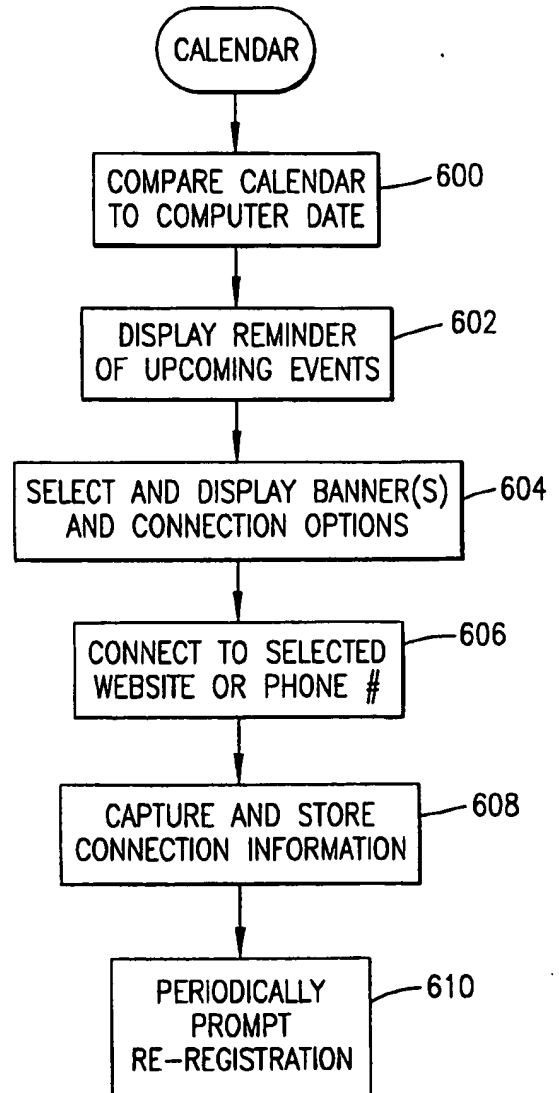 CALENDAR
COMPARE CALENDAR
TO COMPUTER DATE
600
DISPLAY REMINDER
OF UPCOMING EVENTS
602
SELECT AND DISPLAY BANNER(S)
AND CONNECTION OPTIONS
604
CONNECT TO SELECTED
WEBSITE OR PHONE #
606
CAPTURE AND STORE
CONNECTION INFORMATION
608
PERIODICALLY
PROMPT
RE-REGISTRATION
610